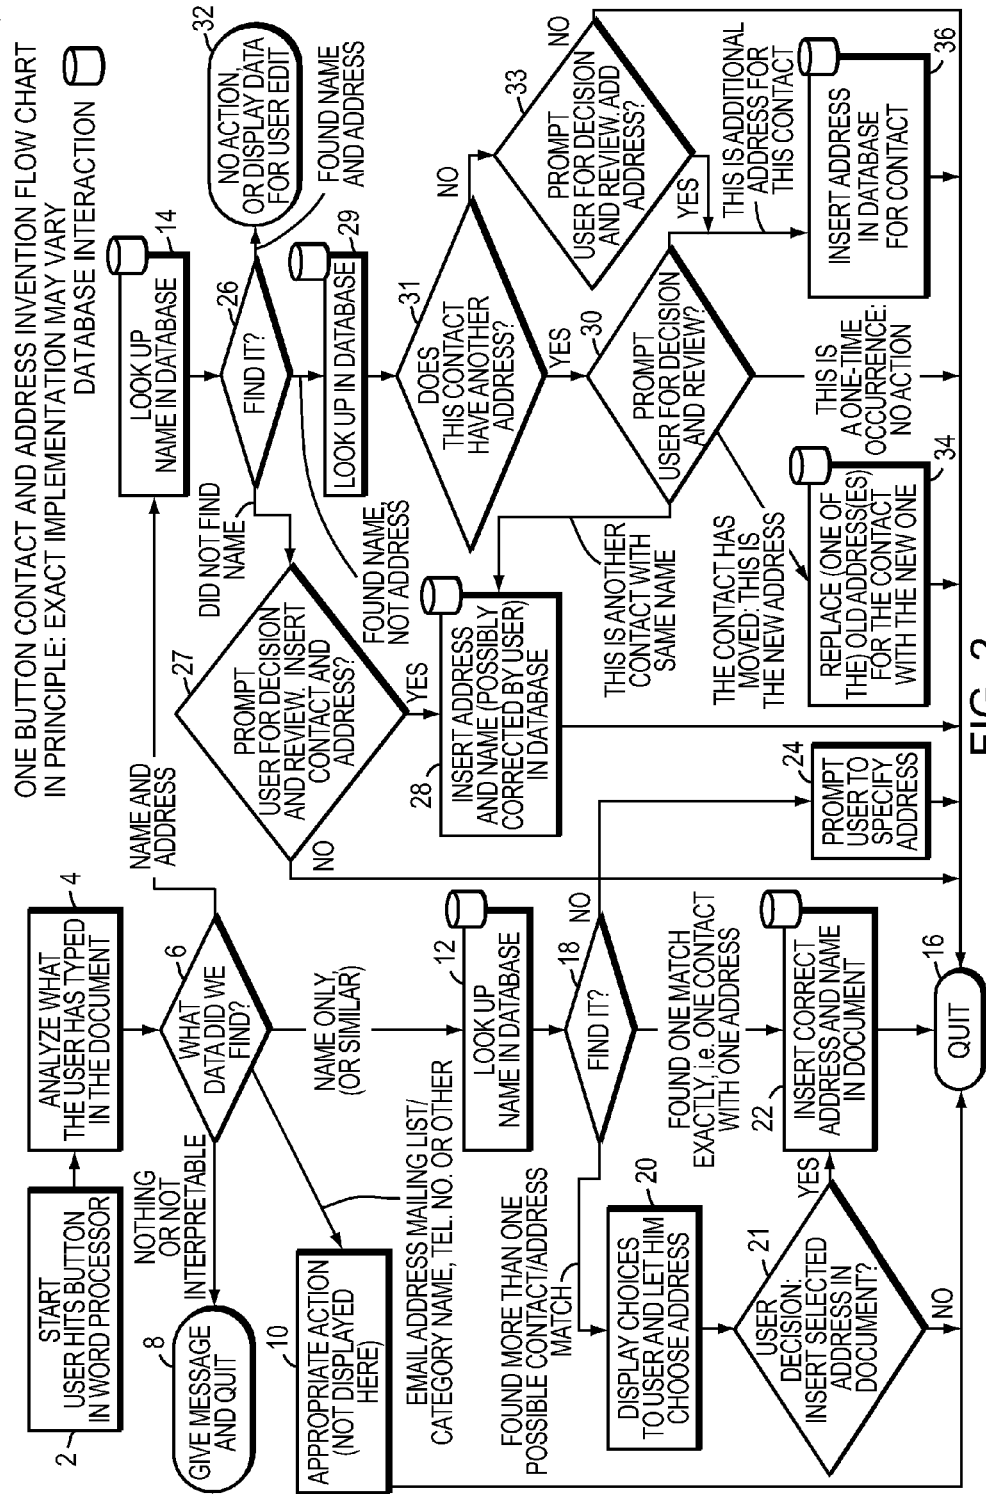 ONE BUTTON CONTACT AND ADDRESS INVENTION FLOW CHART
IN PRINCIPLE: EXACT IMPLEMENTATION MAY VARY
DATABASE INTERACTION
2
START
USER HITS BUTTON
IN WORD PROCESSOR
4
ANALYZE WHAT
THE USER HAS TYPED
IN THE DOCUMENT
6
WHAT
DATA DID WE
FIND?
NOTHING
OR NOT
INTERPRETABLE
8
GIVE MESSAGE
AND QUIT
10
APPROPRIATE ACTION
(NOT DISPLAYED
HERE)
EMAIL ADDRESS MAILING LIST/
CATEGORY NAME, TEL. NO. OR OTHER
NAME ONLY,
(OR SIMILAR)
NAME AND
ADDRESS
12
LOOK UP
NAME IN DATABASE
18
FIND IT?
NO
FOUND MORE THAN ONE
POSSIBLE CONTACT/ADDRESS
MATCH
FOUND ONE MATCH
EXACTLY, i.e. ONE CONTACT
WITH ONE ADDRESS
20
DISPLAY CHOICES
TO USER AND LET HIM
CHOOSE ADDRESS
21
USER
DECISION:
INSERT SELECTED
ADDRESS IN
DOCUMENT?
YES
NO
22
INSERT CORRECT
ADDRESS AND NAME
IN DOCUMENT
24
PROMPT
USER TO
SPECIFY
ADDRESS
16
QUIT
14
LOOK UP
NAME IN DATABASE
26
FIND IT?
DID NOT FIND
NAME
FOUND NAME,
NOT ADDRESS
FOUND NAME
AND ADDRESS
32
NO ACTION,
OR DISPLAY DATA
FOR USER EDIT
27
PROMPT
USER FOR DECISION
AND REVIEW. INSERT
CONTACT AND
ADDRESS?
NO
YES
28
INSERT ADDRESS
AND NAME (POSSIBLY
CORRECTED BY USER)
IN DATABASE
29
LOOK UP IN DATABASE
31
DOES
THIS CONTACT
HAVE ANOTHER
ADDRESS?
NO
YES
33
PROMPT
USER FOR DECISION
AND REVIEW. ADD
ADDRESS?
NO
YES
30
PROMPT
USER FOR DECISION
AND REVIEW?
THIS IS ANOTHER
CONTACT WITH
SAME NAME
THE CONTACT HAS
MOVED: THIS IS
THE NEW ADDRESS
THIS IS
A ONE-TIME
OCCURRENCE:
NO ACTION
THIS IS ADDITIONAL
ADDRESS FOR
THIS CONTACT
34
REPLACE (ONE OF
THE) OLD ADDRESS(ES)
FOR THE CONTACT
WITH THE NEW ONE
36
INSERT ADDRESS
IN DATABASE
FOR CONTACT